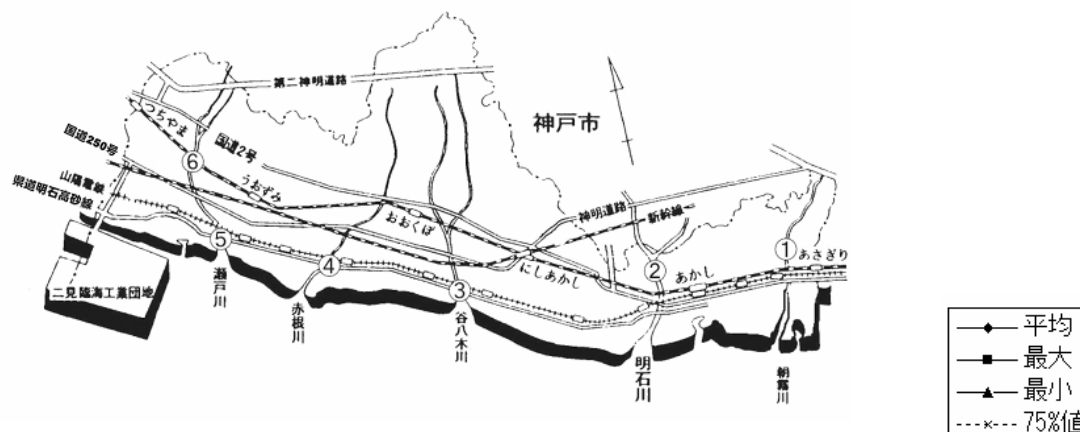 第二神明道路
神戸市
つちやま
国道2号
国道250号
山陽電鉄
県道明石高砂線
⑥
うおずみ
おおくぼ
神明道路
新幹線
①
あさぎり
②
あかし
にしあかし
⑤
④
③
瀬戸川
赤根川
谷八木川
明石川
朝霧川
二見臨海工業団地
平均
最大
最小
75%値